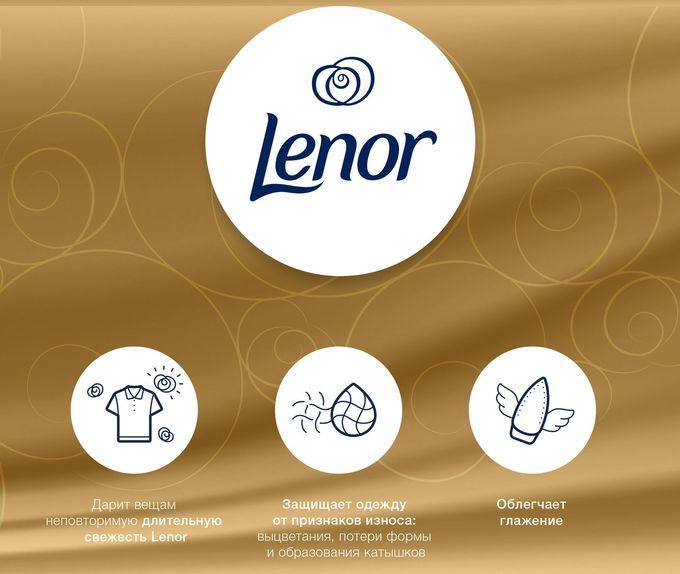 Lenor
Дарит вещам
неповторимую длительную
свежесть Lenor
Защищает одежду
от признаков износа:
выцветания, потери формы
и образования катышков
Облегчает
глажение